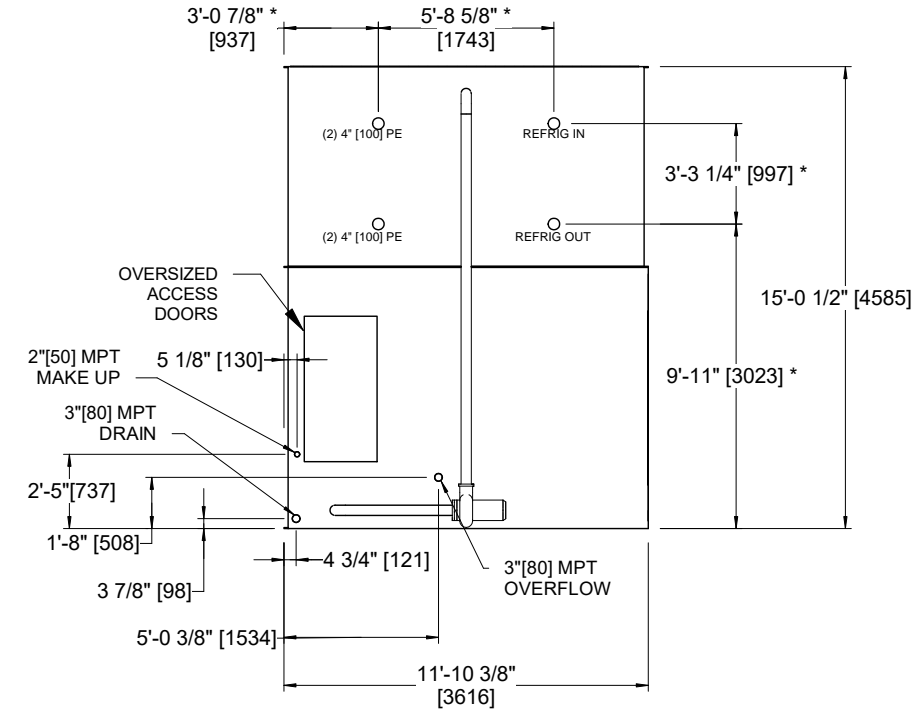 3'-0 7/8" *
[937]
5'-8 5/8" *
[1743]
(2) 4" [100] PE
REFRIG IN
3'-3 1/4" [997] *
(2) 4" [100] PE
REFRIG OUT
OVERSIZED
ACCESS
DOORS
15'-0 1/2" [4585]
2"[50] MPT
MAKE UP
5 1/8" [130]
9'-11" [3023] *
3"[80] MPT
DRAIN
2'-5"[737]
1'-8" [508]
4 3/4" [121]
3"[80] MPT
OVERFLOW
3 7/8" [98]
5'-0 3/8" [1534]
11'-10 3/8"
[3616]